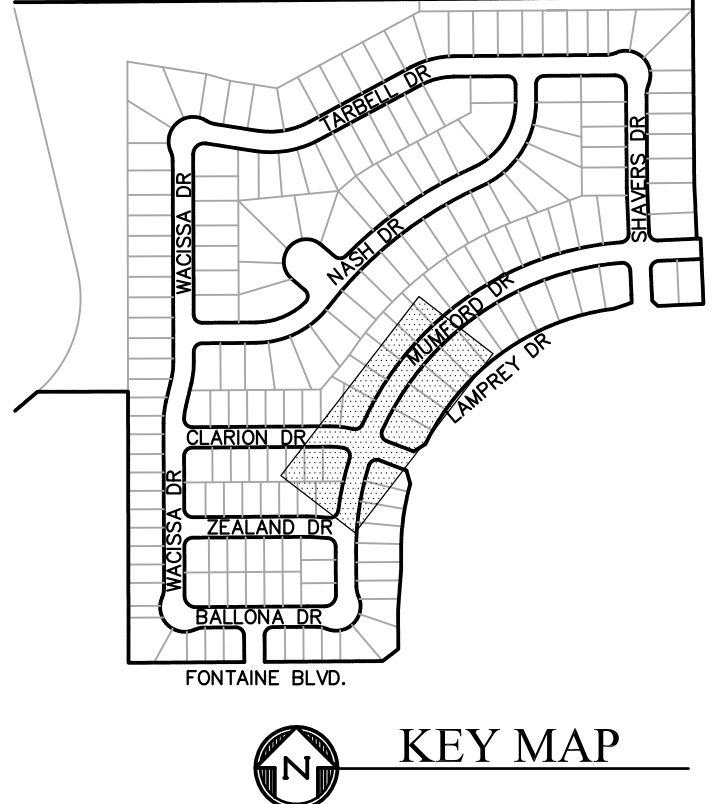 TARBELL DR
SHAVERS DR
WACISSA DR
NASH DR
MUMFORD DR
LAMPREY DR
CLARION DR
WACISSA DR
ZEALAND DR
BALLONA DR
FONTAINE BLVD.
KEY MAP
N